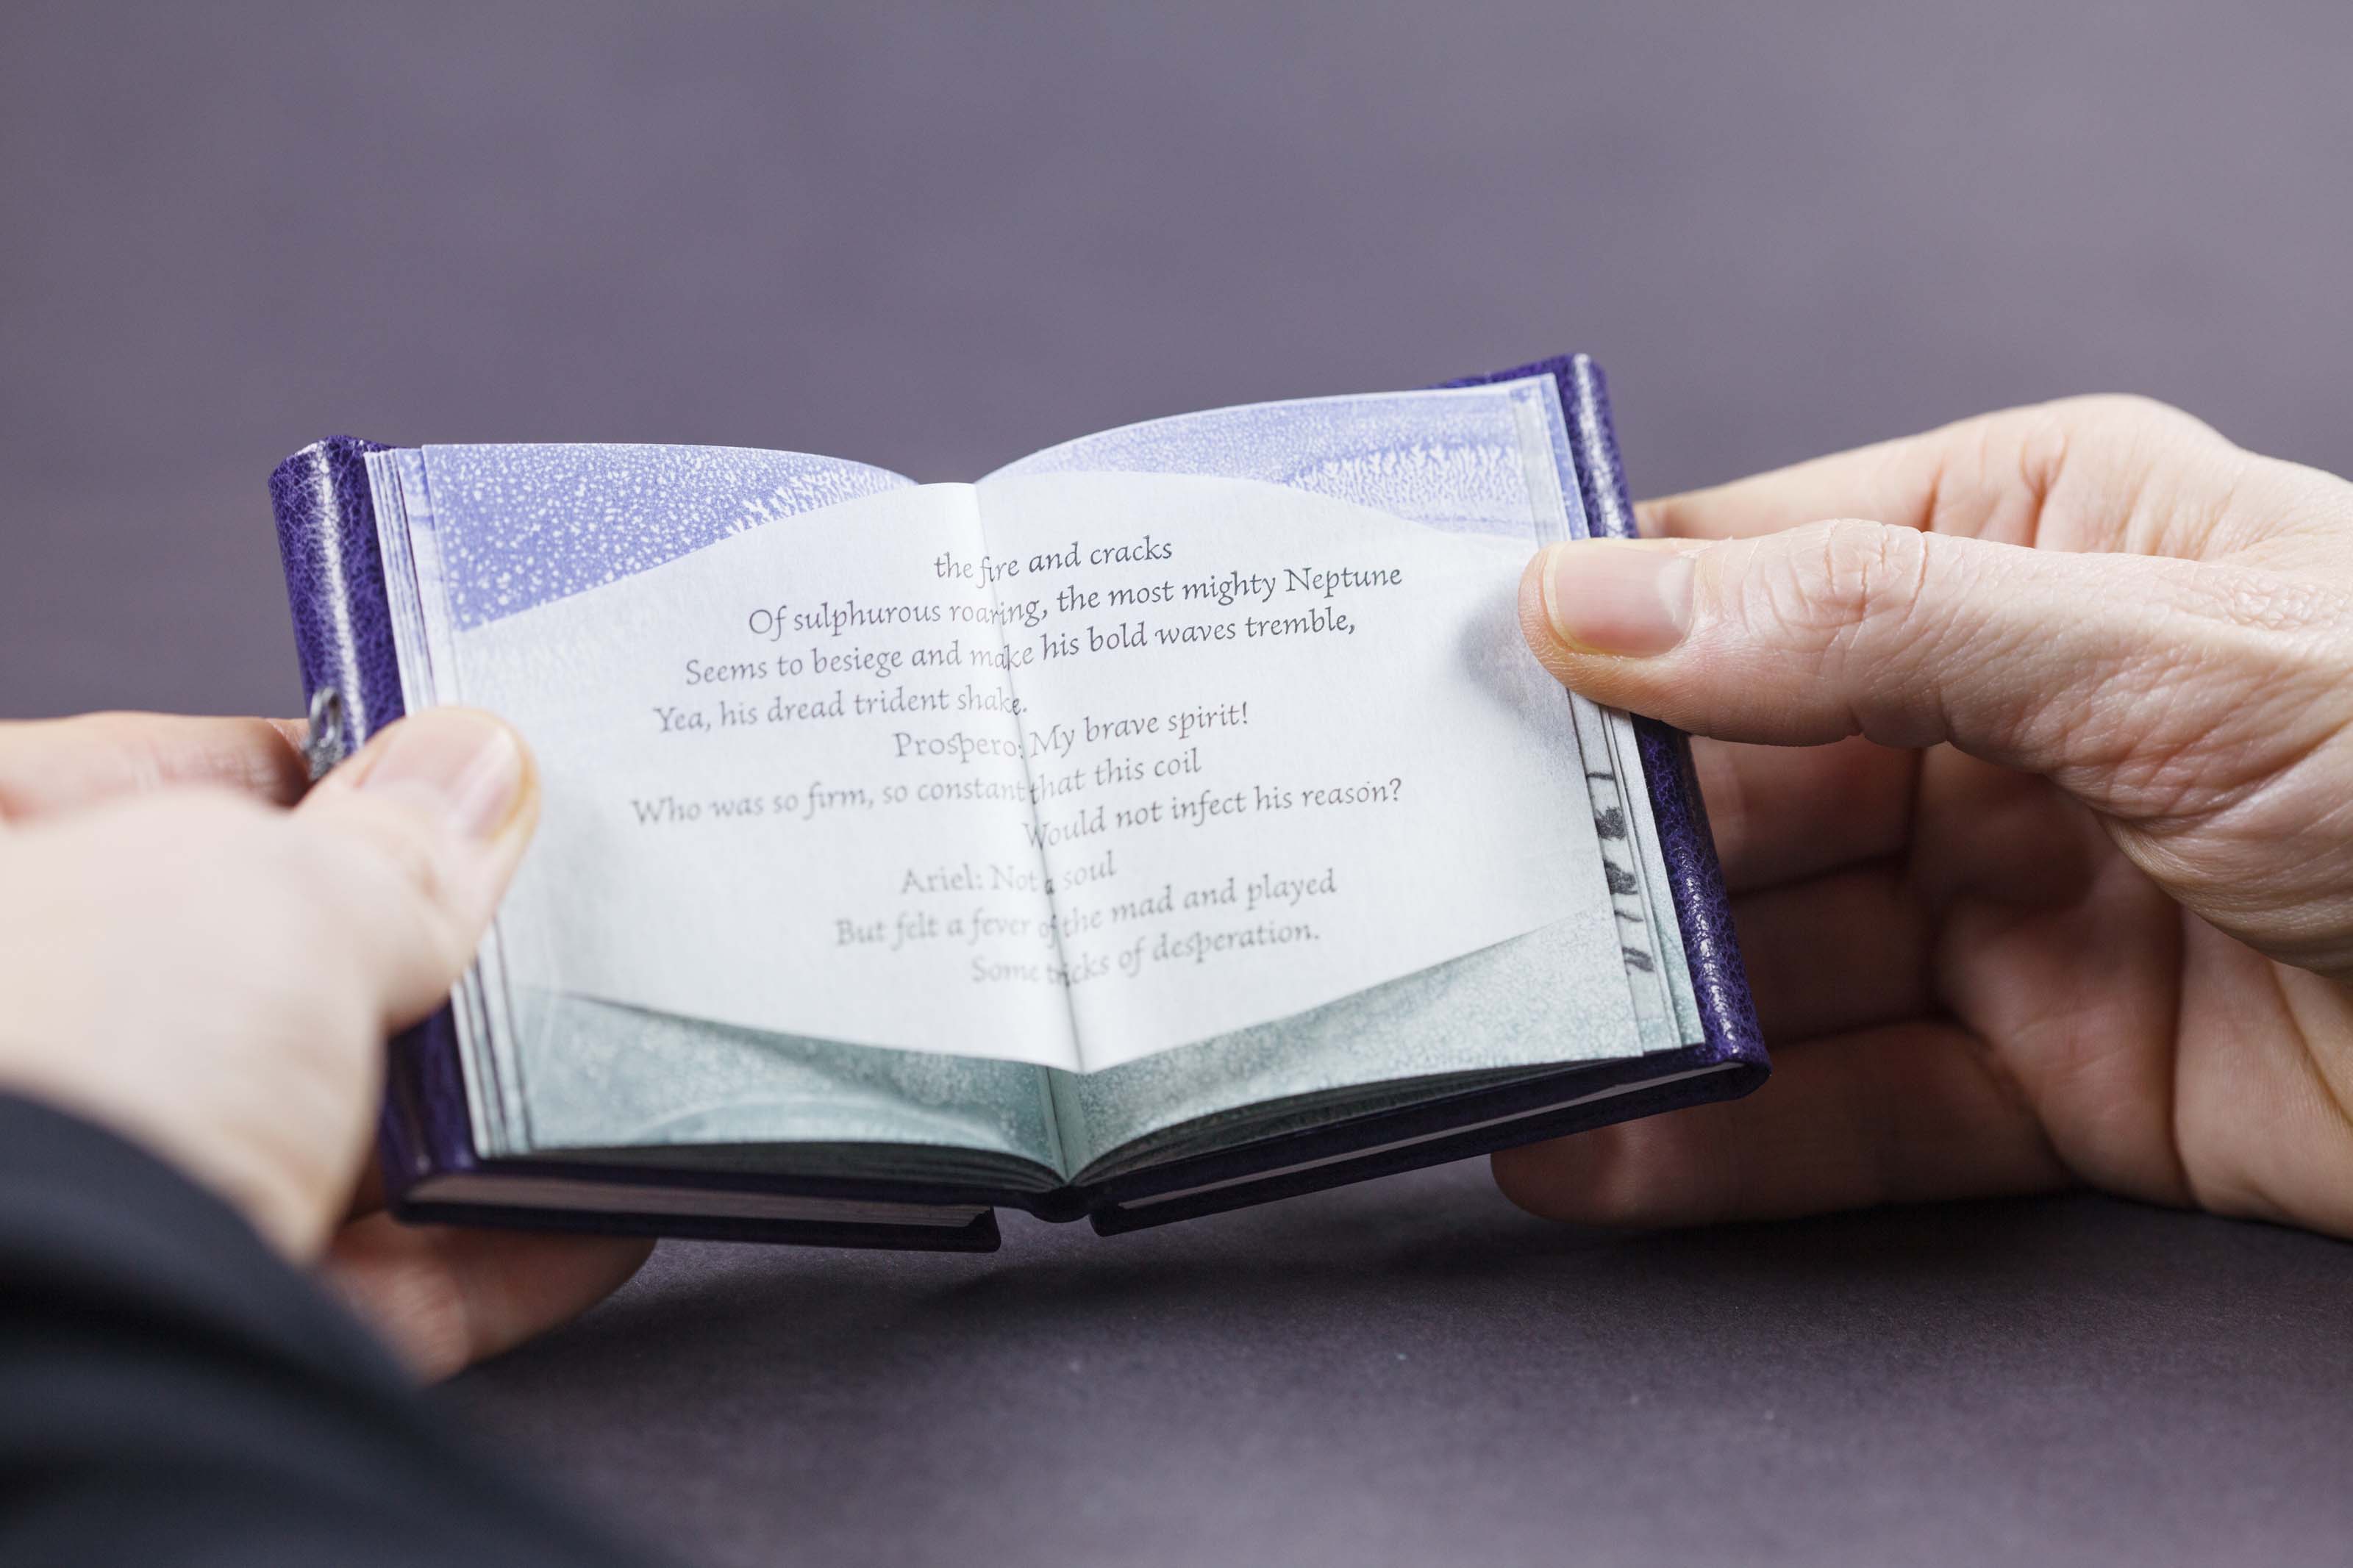 the fire and cracks
Of sulphurous roaring, the most mighty Neptune
Seems to besiege and make his bold waves tremble,
Yea, his dread trident shake.
Prospero: My brave spirit!
Who was so firm, so constant that this coil
Would not infect his reason?
Ariel: Not a soul
But felt a fever of the mad and played
Some tricks of desperation.